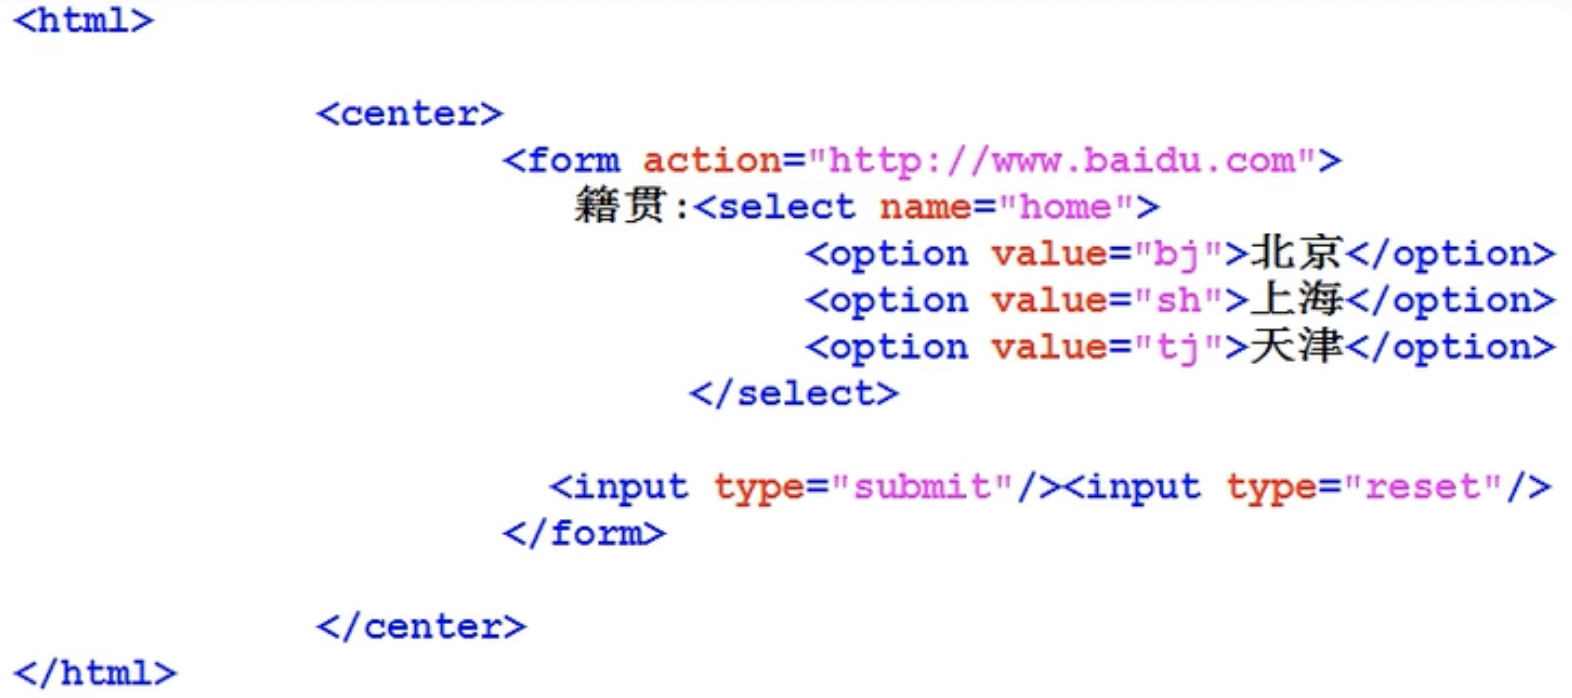 <html>
<center>
<form action="http://www.baidu.com">
籍贯:<select name="home">
<option value="bj">北京</option>
<option value="sh">上海</option>
<option value="tj">天津</option>
</select>
<input type="submit"/><input type="reset"/>
</form>
</center>
</html>